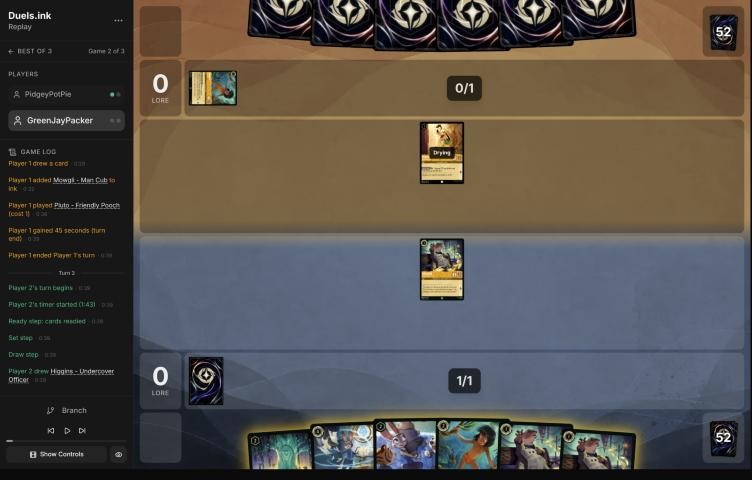 Duels.ink
Replay
← BEST OF 3
Game 2 of 3
PLAYERS
PidgeyPotPie
GreenJayPacker
GAME LOG
Player 1 drew a card · 0:39
Player 1 added Mowgli - Man Cub to
ink
Player 1 played Pluto - Friendly Pooch
(cost 1)
Player 1 gained 45 seconds (turn
end) · 0:39
Player 1 ended Player 1's turn · 0:39
Turn 3
Player 2's turn begins · 0:39
Player 2's timer started (1:43) · 0:39
Ready step: cards readied · 0:39
Set step · 0:39
Draw step · 0:39
Player 2 drew Higgins - Undercover
Officer · 0:39
Branch
Show Controls
52
0
LORE
0/1
Drying
0
LORE
1/1
52